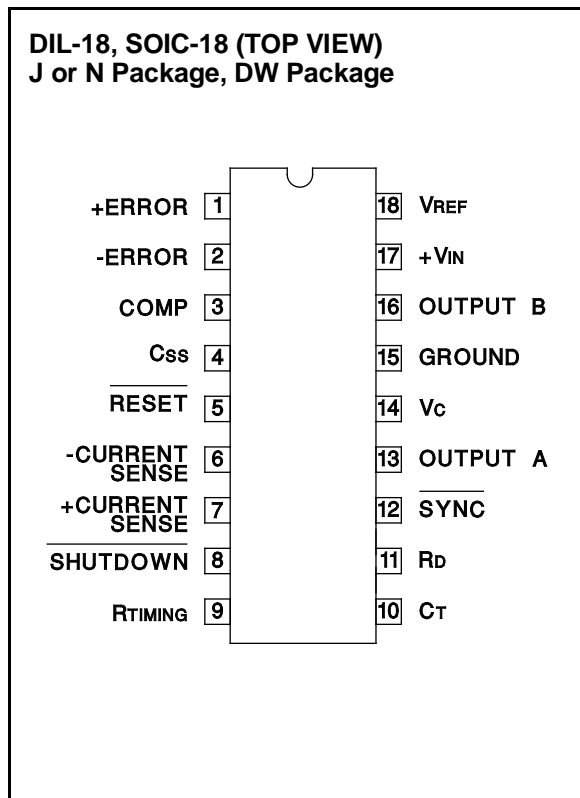 DIL-18, SOIC-18 (TOP VIEW)
J or N Package, DW Package
+ERROR 1
18 VREF
-ERROR 2
17 +VIN
COMP 3
16 OUTPUT B
CSS 4
15 GROUND
RESET 5
14 VC
-CURRENT
SENSE 6
13 OUTPUT A
+CURRENT
SENSE 7
12 SYNC
SHUTDOWN 8
11 RD
RTIMING 9
10 CT